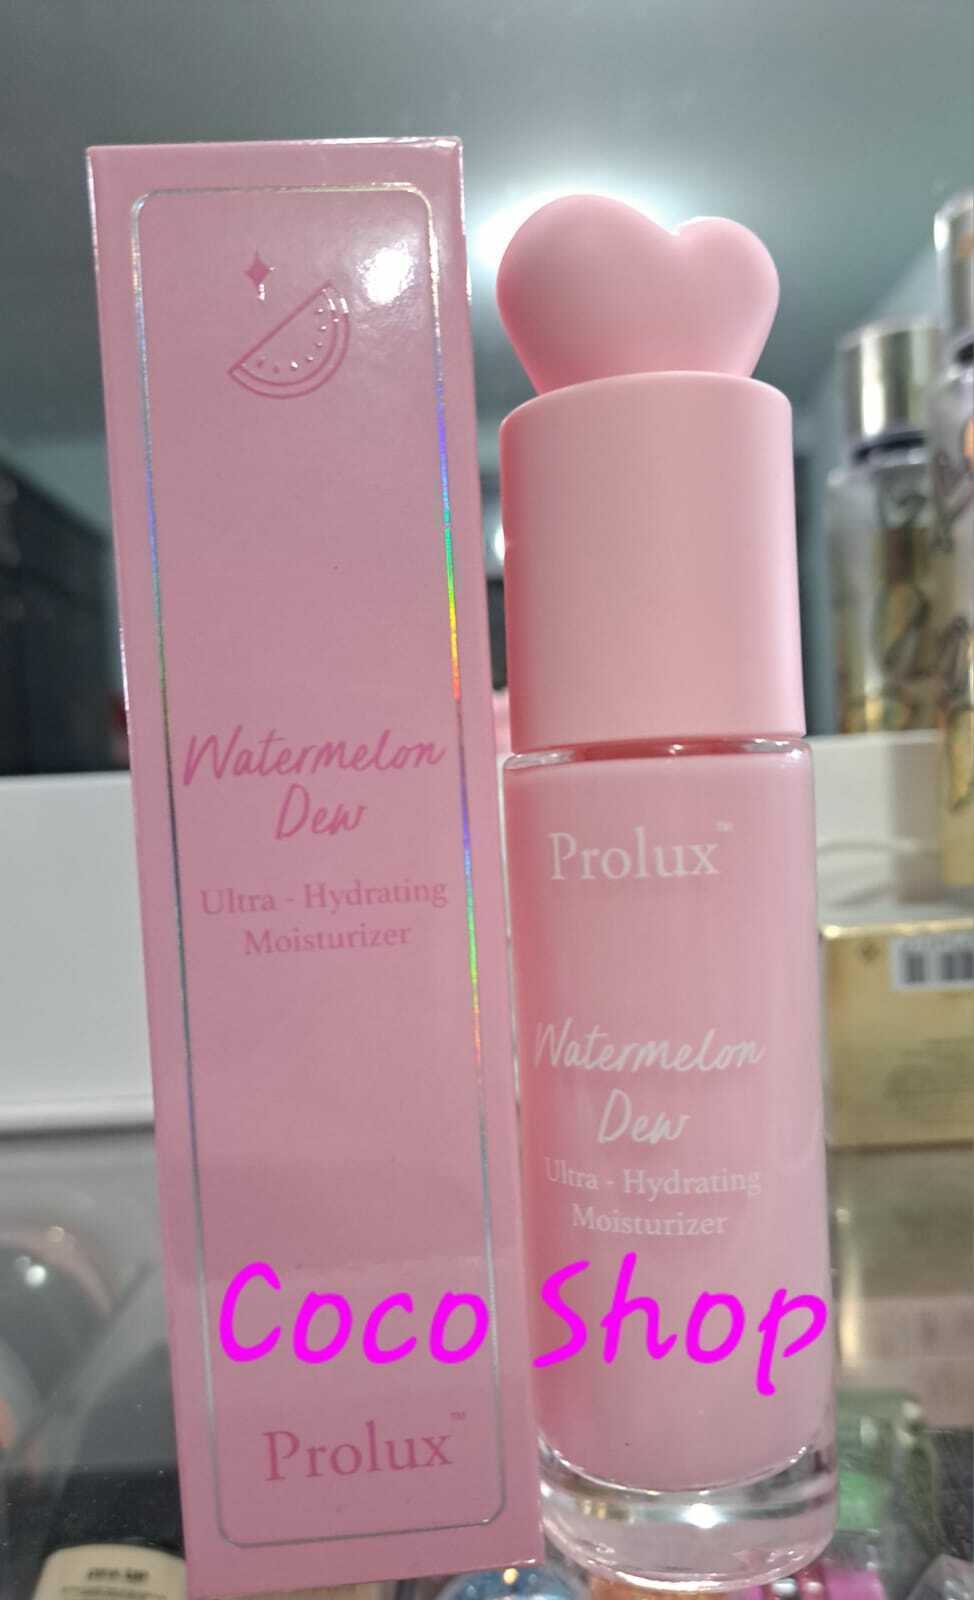 Watermelon
Dew
Ultra - Hydrating
Moisturizer
Prolux™
Prolux™
Watermelon
Dew
Ultra - Hydrating
Moisturizer
Coco Shop